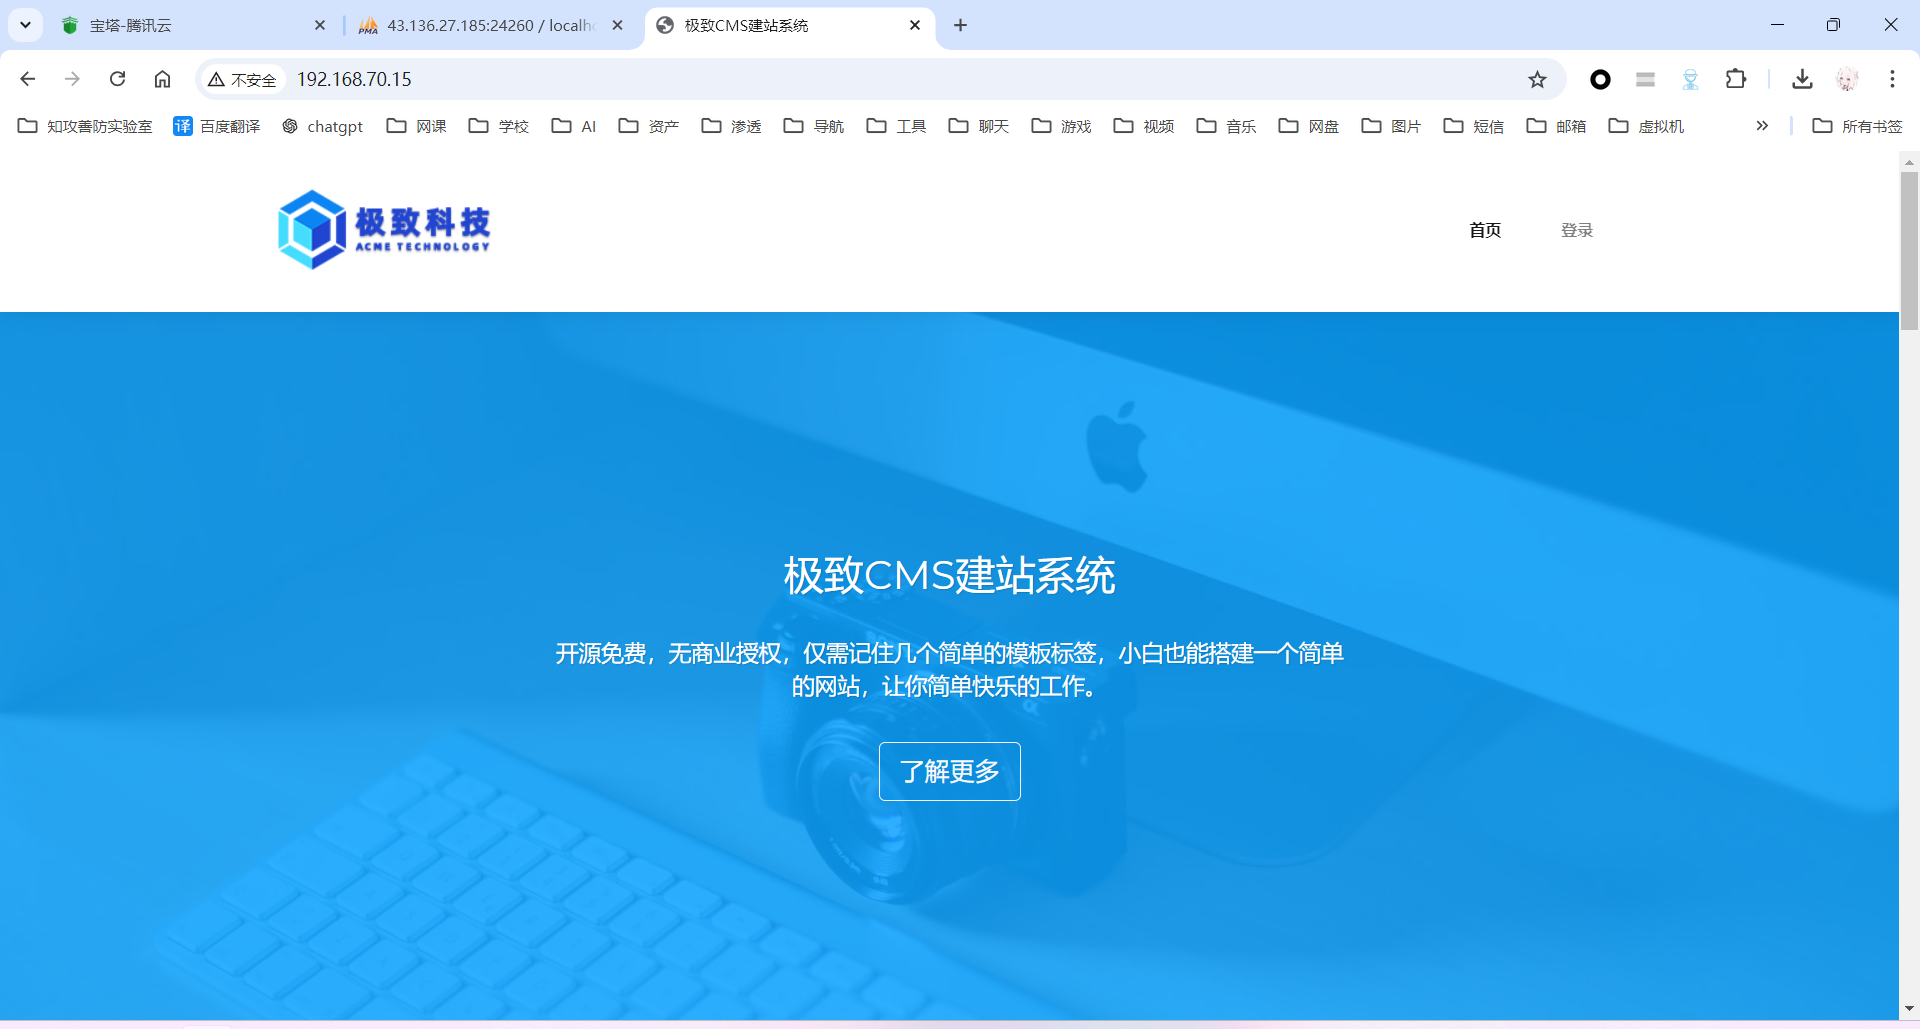 宝塔-腾讯云
43.136.27.185:24260 / localho
极致CMS建站系统
不安全
192.168.70.15
知攻善防实验室
译 百度翻译
chatgpt
网课
学校
AI
资产
渗透
导航
工具
聊天
游戏
视频
音乐
网盘
图片
短信
邮箱
虚拟机
所有书签
极致科技
ACME TECHNOLOGY
首页
登录
极致CMS建站系统
开源免费，无商业授权，仅需记住几个简单的模板标签，小白也能搭建一个简单
的网站，让你简单快乐的工作。
了解更多